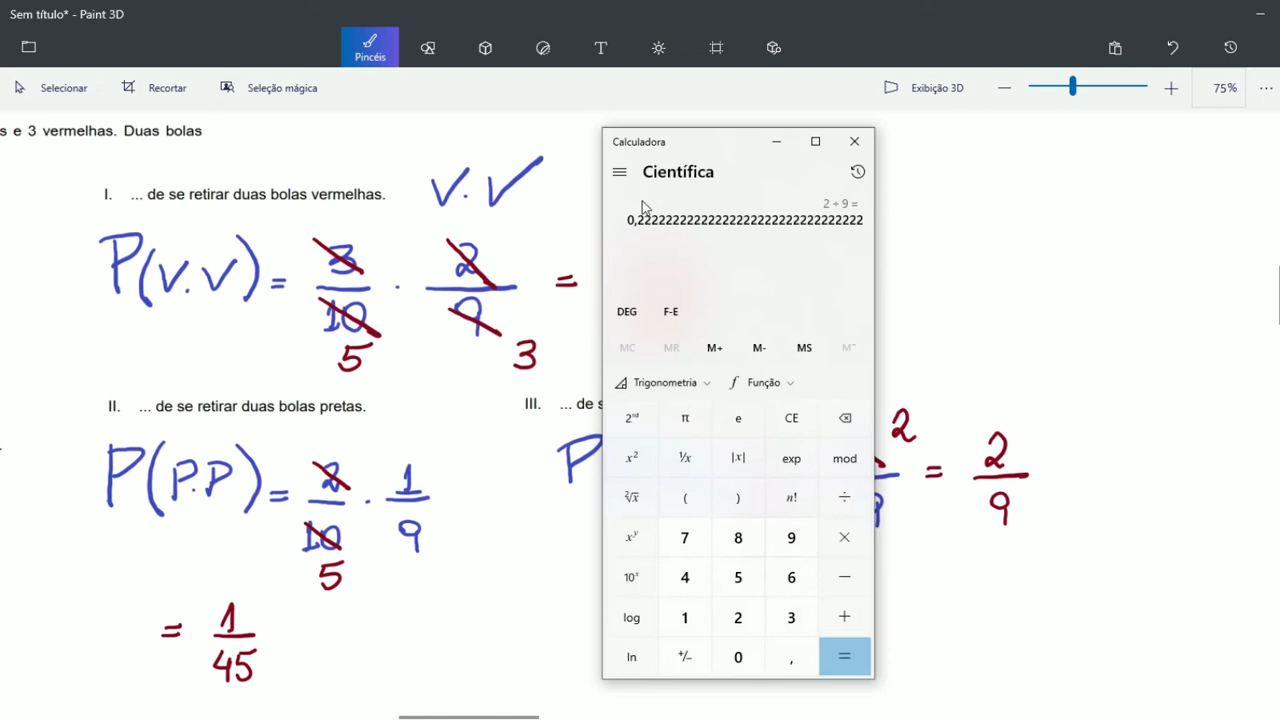 Sem título* - Paint 3D
Pincéis
Selecionar
Recortar
Seleção mágica
Exibição 3D
75%
s e 3 vermelhas. Duas bolas
I. ... de se retirar duas bolas vermelhas.
V.V
P(V.V) = 3/10 . 2/9 =
5
3
II. ... de se retirar duas bolas pretas.
P(P.P) = 2/10 . 1/9
5
= 1/45
III. ... de s
P
2
9
= 2/9
Calculadora
Científica
2 ÷ 9 =
0,22222222222222222222222222222222
DEG F-E
MC MR M+ M- MS M˅
Trigonometria
Função
2ⁿᵈ π e CE
x² ¹/x |x| exp mod
²√x ( ) n! ÷
xʸ 7 8 9 ×
10ˣ 4 5 6 −
log 1 2 3 +
ln +/− 0 , =